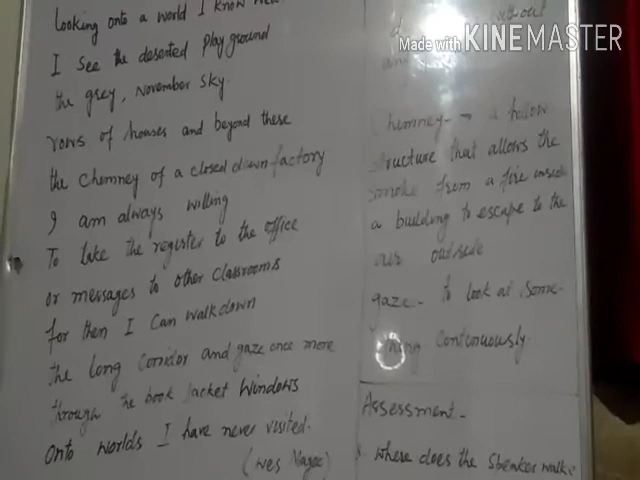 Looking onto a world I know
I see the deserted playground
the grey, November sky.
rows of houses and beyond these
the chimney of a closed down factory
I am always willing
To take the register to the office
or messages to other classrooms
for then I can walk down
the long corridor and gaze once more
through the book jacket windows
onto worlds I have never visited.
(Wes Magee)
Made with KINEMASTER
Chimney - a hollow
structure that allows the
smoke from a fire inside
a building to escape to the
air outside
gaze - to look at some-
thing continuously.
Assessment -
where does the speaker walk